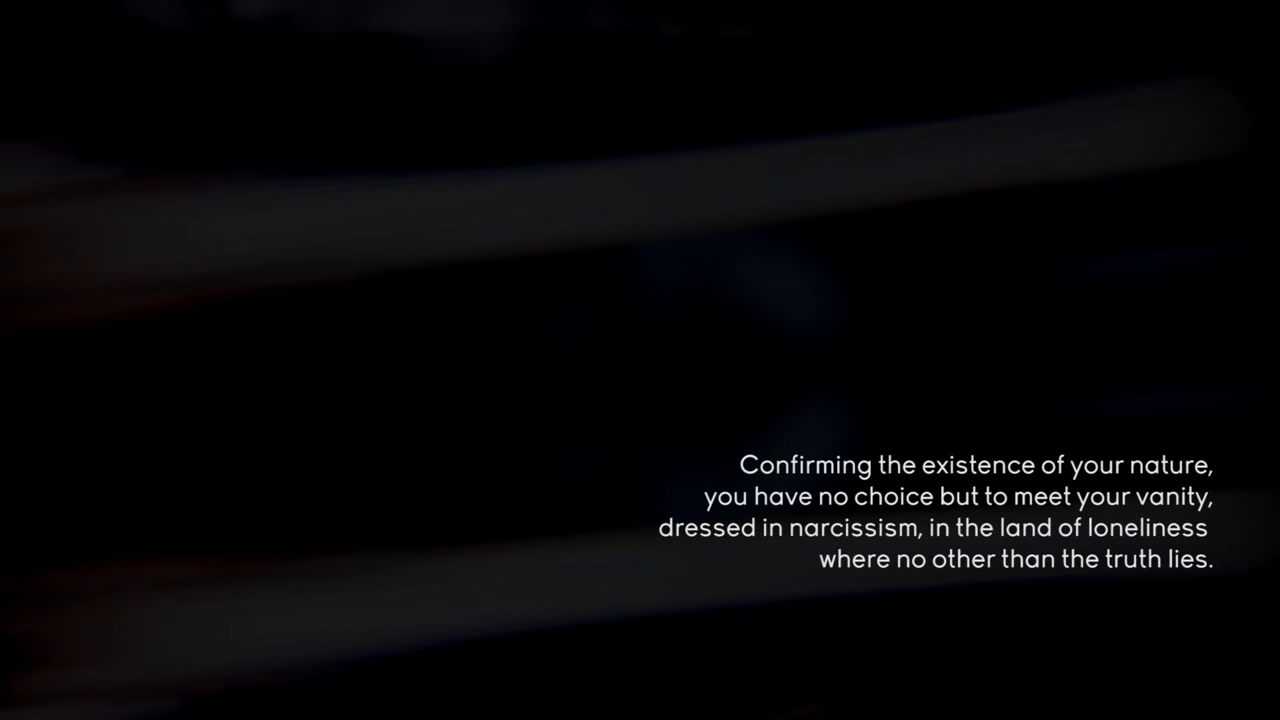 Confirming the existence of your nature,
you have no choice but to meet your vanity,
dressed in narcissism, in the land of loneliness
where no other than the truth lies.